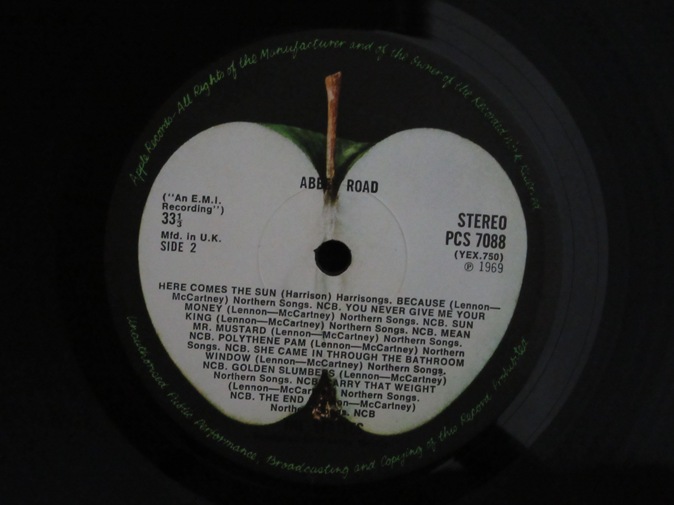 Apple Records-All Rights of the Manufacturer and of the Owner of the Recorded Work Reserved
ABBEY ROAD
("An E.M.I.
Recording")
33⅓
Mfd. in U.K.
SIDE 2
STEREO
PCS 7088
(YEX.750)
℗ 1969
HERE COMES THE SUN (Harrison) Harrisongs. BECAUSE (Lennon—
McCartney) Northern Songs. NCB. YOU NEVER GIVE ME YOUR
MONEY (Lennon—McCartney) Northern Songs. NCB. SUN
KING (Lennon—McCartney) Northern Songs. NCB. MEAN
MR. MUSTARD (Lennon—McCartney) Northern Songs.
NCB. POLYTHENE PAM (Lennon—McCartney) Northern
Songs. NCB. SHE CAME IN THROUGH THE BATHROOM
WINDOW (Lennon—McCartney) Northern Songs.
NCB. GOLDEN SLUMBERS (Lennon—McCartney)
Northern Songs. NCB. CARRY THAT WEIGHT
(Lennon—McCartney) Northern Songs.
NCB. THE END (Lennon—McCartney)
Northern Songs. NCB
Unauthorised Public Performance, Broadcasting and Copying of this Record Prohibited